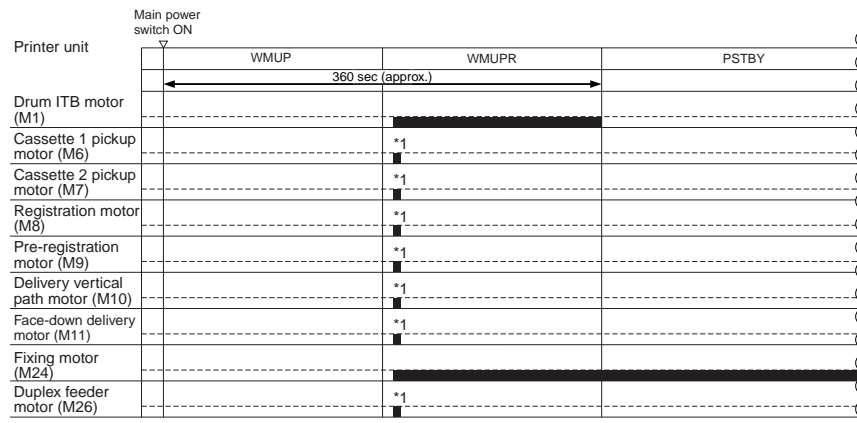 Main power
switch ON
Printer unit
WMUP WMUPR PSTBY
360 sec (approx.)
Drum ITB motor
(M1)
Cassette 1 pickup
motor (M6)
*1
Cassette 2 pickup
motor (M7)
*1
Registration motor
(M8)
*1
Pre-registration
motor (M9)
*1
Delivery vertical
path motor (M10)
*1
Face-down delivery
motor (M11)
*1
Fixing motor
(M24)
Duplex feeder
motor (M26)
*1